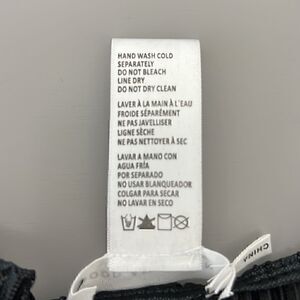 HAND WASH COLD
SEPARATELY
DO NOT BLEACH
LINE DRY
DO NOT DRY CLEAN
LAVER À LA MAIN À L'EAU
FROIDE SÉPARÉMENT
NE PAS JAVELLISER
LIGNE SÈCHE
NE PAS NETTOYER À SEC
LAVAR A MANO CON
AGUA FRÍA
POR SEPARADO
NO USAR BLANQUEADOR
COLGAR PARA SECAR
NO LAVAR EN SECO
CHINA